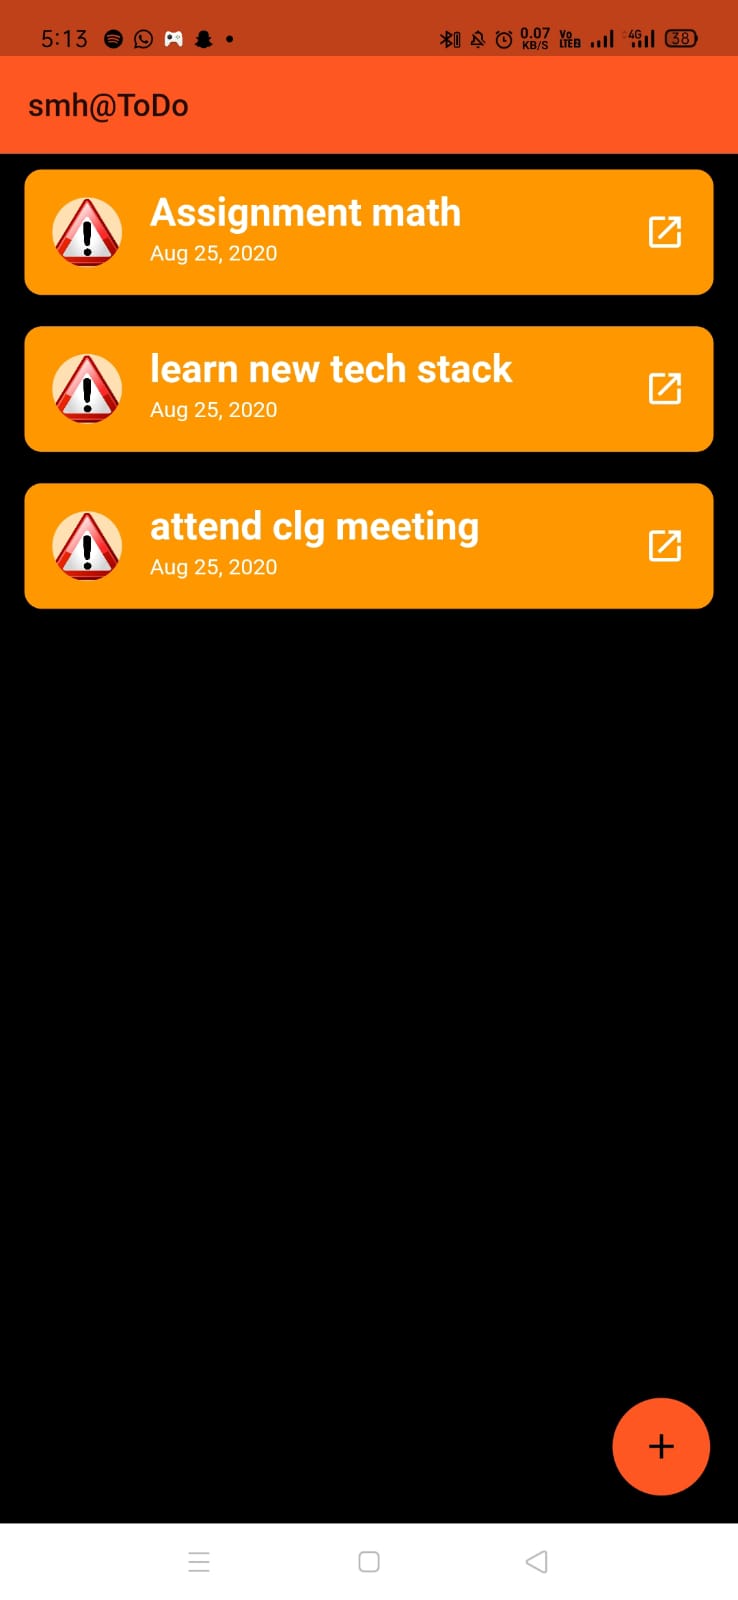 5:13 0.07 KB/S Vo LTE2 4G 38
smh@ToDo
Assignment math
Aug 25, 2020
learn new tech stack
Aug 25, 2020
attend clg meeting
Aug 25, 2020